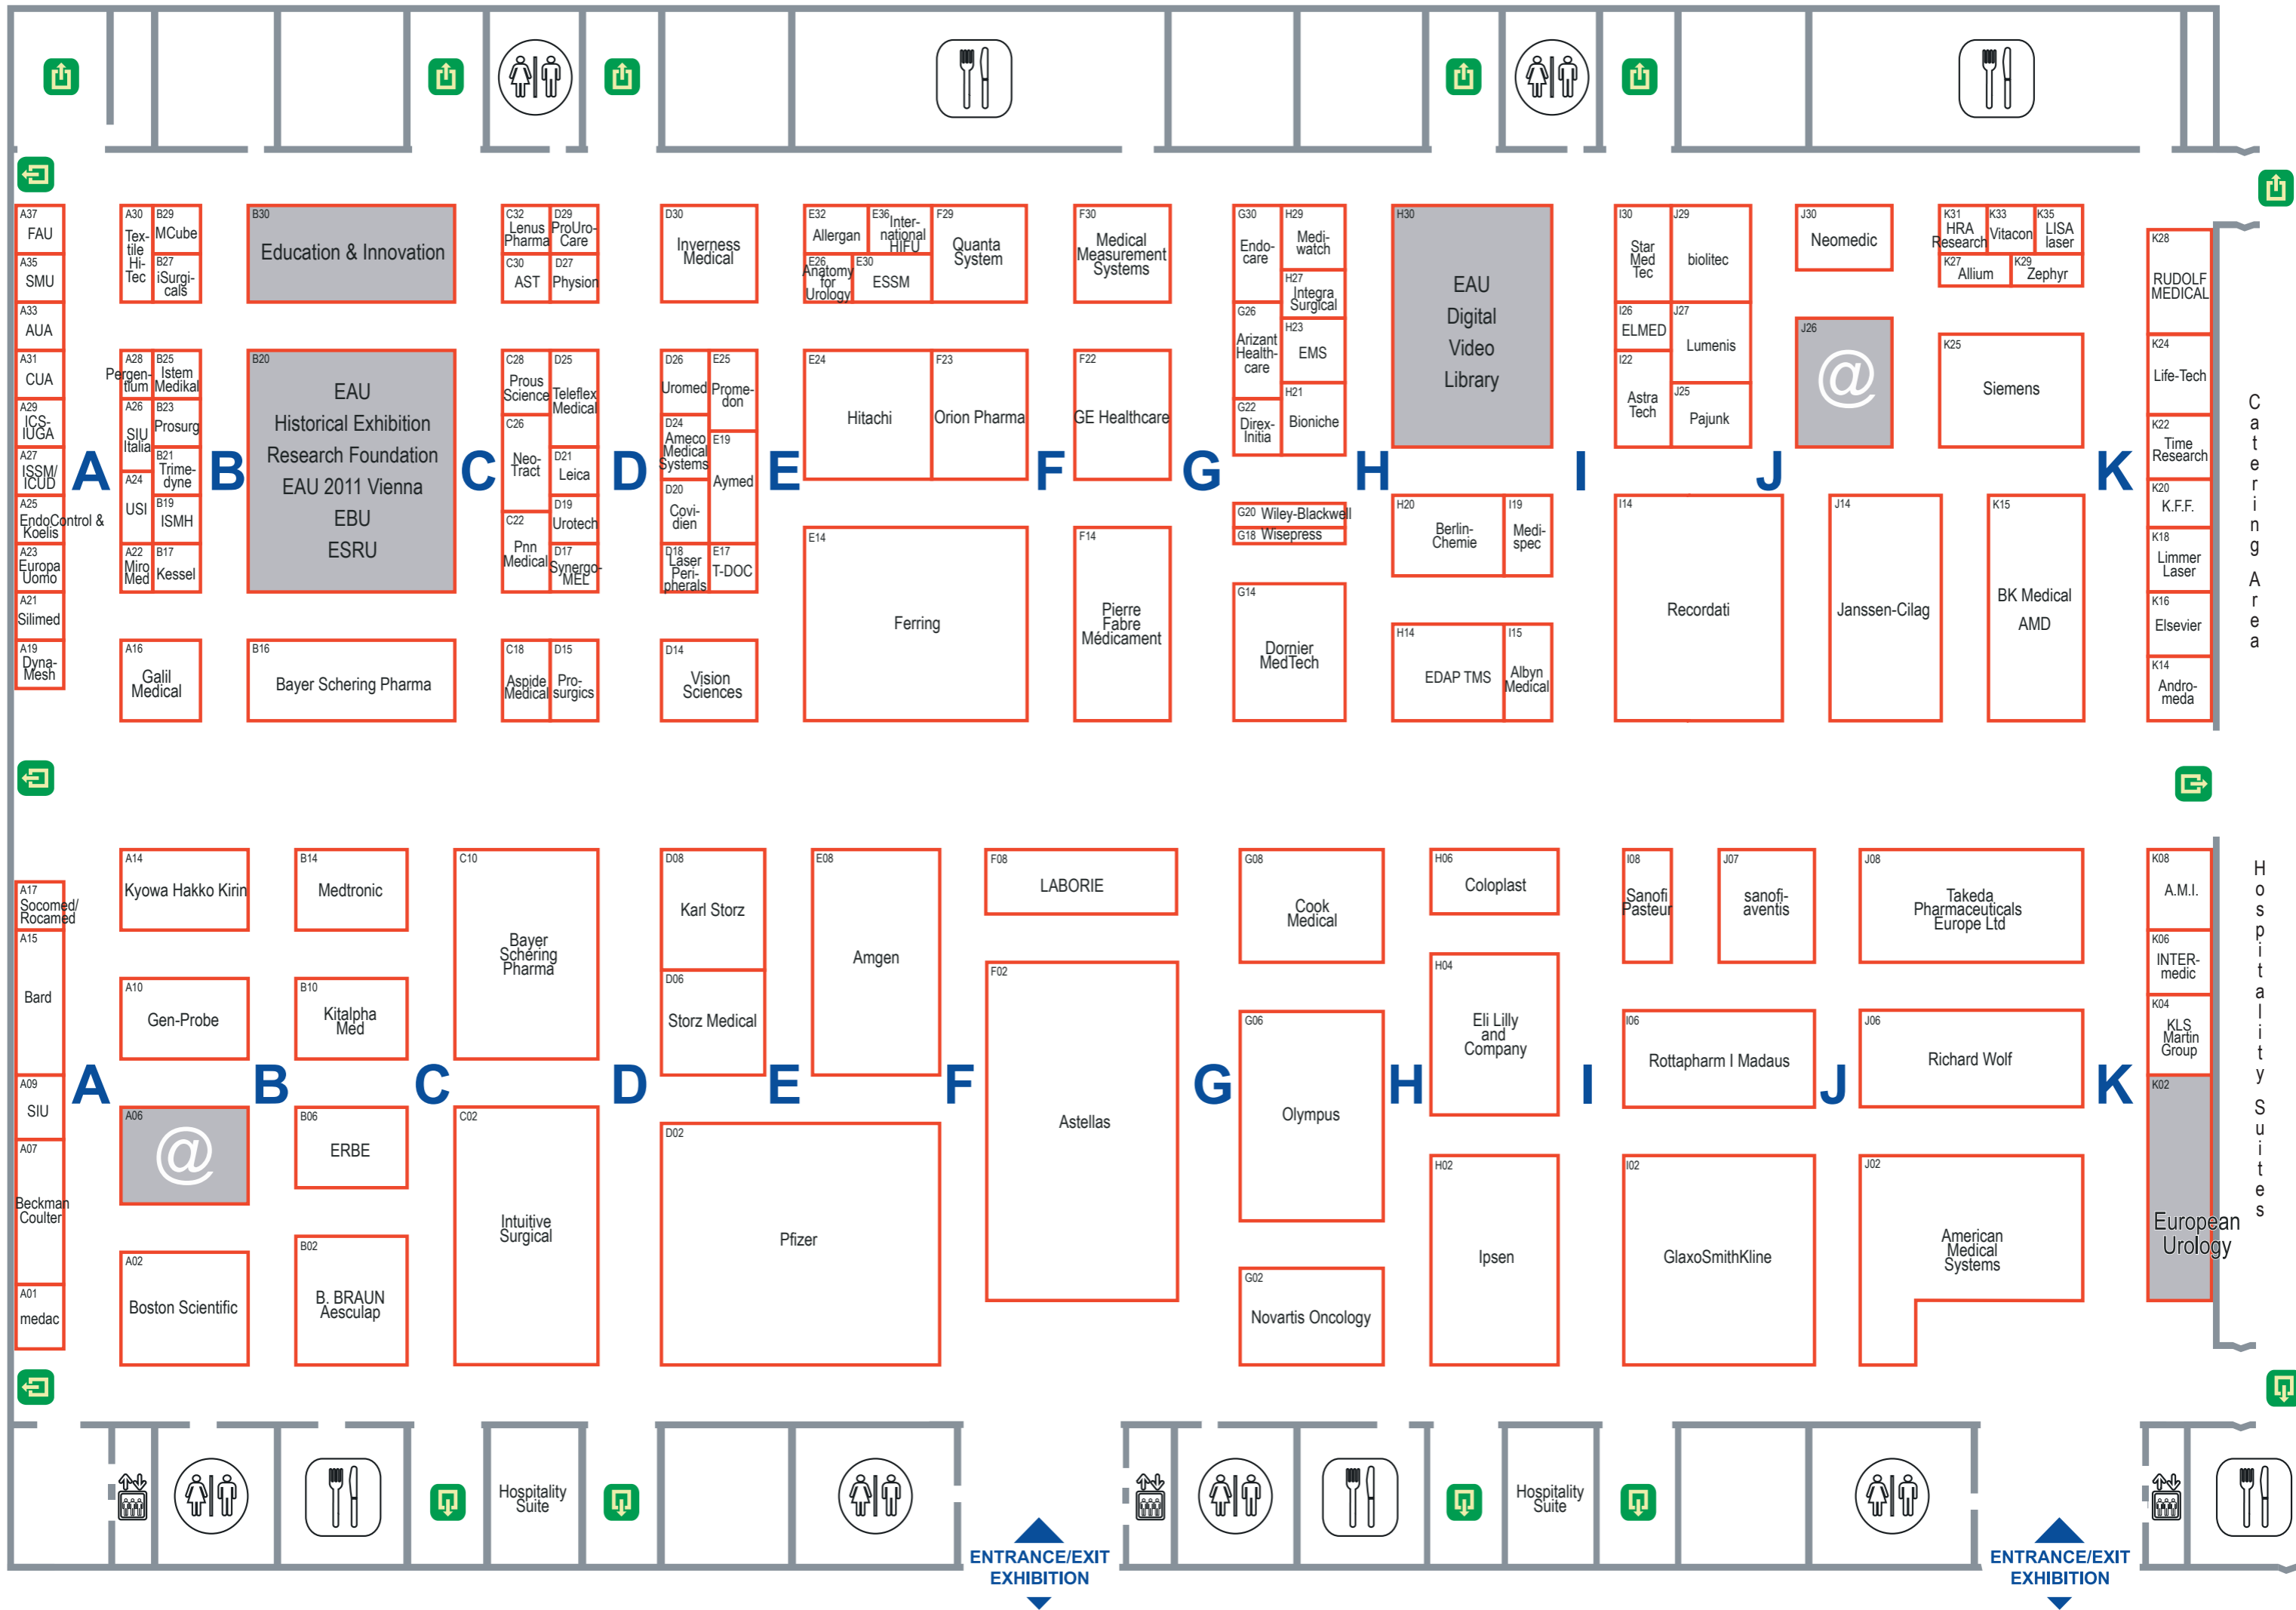 A37
FAU
A35
SMU
A33
AUA
A31
CUA
A29
ICS-
IUGA
A27
ISSM/
ICUD
A25
EndoControl &
Koelis
A23
Europa
Uomo
A21
Silimed
A19
Dyna-
Mesh
A
A30
Tex-
tile
Hi-
Tec
B29
MCube
B27
iSurgi-
cals
A28
Pergen-
tium
B25
Istem
Medikal
A26
SIU
Italia
B23
Prosurg
B21
Trime-
dyne
A24
USI
B19
ISMH
A22
Miro
Med
B17
Kessel
A16
Galil
Medical
B
B30
Education & Innovation
B20
EAU
Historical Exhibition
Research Foundation
EAU 2011 Vienna
EBU
ESRU
B16
Bayer Schering Pharma
C
C32
Lenus
Pharma
D29
ProUro-
Care
C30
AST
D27
Physion
C28
Prous
Science
D25
Teleflex
Medical
C26
Neo-
Tract
D21
Leica
D19
Urotech
C22
Pnn
Medical
D17
Synergo-
MEL
C18
Aspide
Medical
D15
Pro-
surgics
D
D30
Inverness
Medical
D26
Uromed
E25
Prome-
don
D24
Ameco
Medical
Systems
E19
Aymed
D20
Covi-
dien
D18
Laser
Peri-
pherals
E17
T-DOC
D14
Vision
Sciences
E
E32
Allergan
E36
Inter-
national
HIFU
F29
Quanta
System
E26
Anatomy
for
Urology
E30
ESSM
E24
Hitachi
F23
Orion Pharma
E14
Ferring
F
F30
Medical
Measurement
Systems
F22
GE Healthcare
F14
Pierre
Fabre
Médicament
G
G30
Endo-
care
H29
Medi-
watch
H27
Integra
Surgical
G26
Arizant
Health-
care
H23
EMS
H21
Bioniche
G22
Direx-
Initia
G20 Wiley-Blackwell
G18 Wisepress
G14
Dornier
MedTech
H
H30
EAU
Digital
Video
Library
H20
Berlin-
Chemie
I19
Medi-
spec
H14
EDAP TMS
I15
Albyn
Medical
I
I30
Star
Med
Tec
J29
biolitec
I26
ELMED
J27
Lumenis
I22
Astra
Tech
J25
Pajunk
I14
Recordati
J
J30
Neomedic
J26
@
J14
Janssen-Cilag
K31
HRA
Research
K33
Vitacon
K35
LISA
laser
K27
Allium
K29
Zephyr
K25
Siemens
K15
BK Medical
AMD
K
K28
RUDOLF
MEDICAL
K24
Life-Tech
K22
Time
Research
K20
K.F.F.
K18
Limmer
Laser
K16
Elsevier
K14
Andro-
meda
Catering Area
A17
Socomed/
Rocamed
A15
Bard
A09
SIU
A07
Beckman
Coulter
A01
medac
A
A14
Kyowa Hakko Kirin
A10
Gen-Probe
A06
@
A02
Boston Scientific
B
B14
Medtronic
B10
Kitalpha
Med
B06
ERBE
B02
B. BRAUN
Aesculap
C
C10
Bayer
Schering
Pharma
C02
Intuitive
Surgical
D
D08
Karl Storz
D06
Storz Medical
D02
Pfizer
E
E08
Amgen
F
F08
LABORIE
F02
Astellas
G
G08
Cook
Medical
G06
Olympus
G02
Novartis Oncology
H
H06
Coloplast
H04
Eli Lilly
and
Company
H02
Ipsen
I
I08
Sanofi
Pasteur
J07
sanofi-
aventis
I06
Rottapharm I Madaus
I02
GlaxoSmithKline
J
J08
Takeda
Pharmaceuticals
Europe Ltd
J06
Richard Wolf
J02
American
Medical
Systems
K
K08
A.M.I.
K06
INTER-
medic
K04
KLS
Martin
Group
K02
European
Urology
Hospitality Suites
Hospitality
Suite
Hospitality
Suite
ENTRANCE/EXIT
EXHIBITION
ENTRANCE/EXIT
EXHIBITION